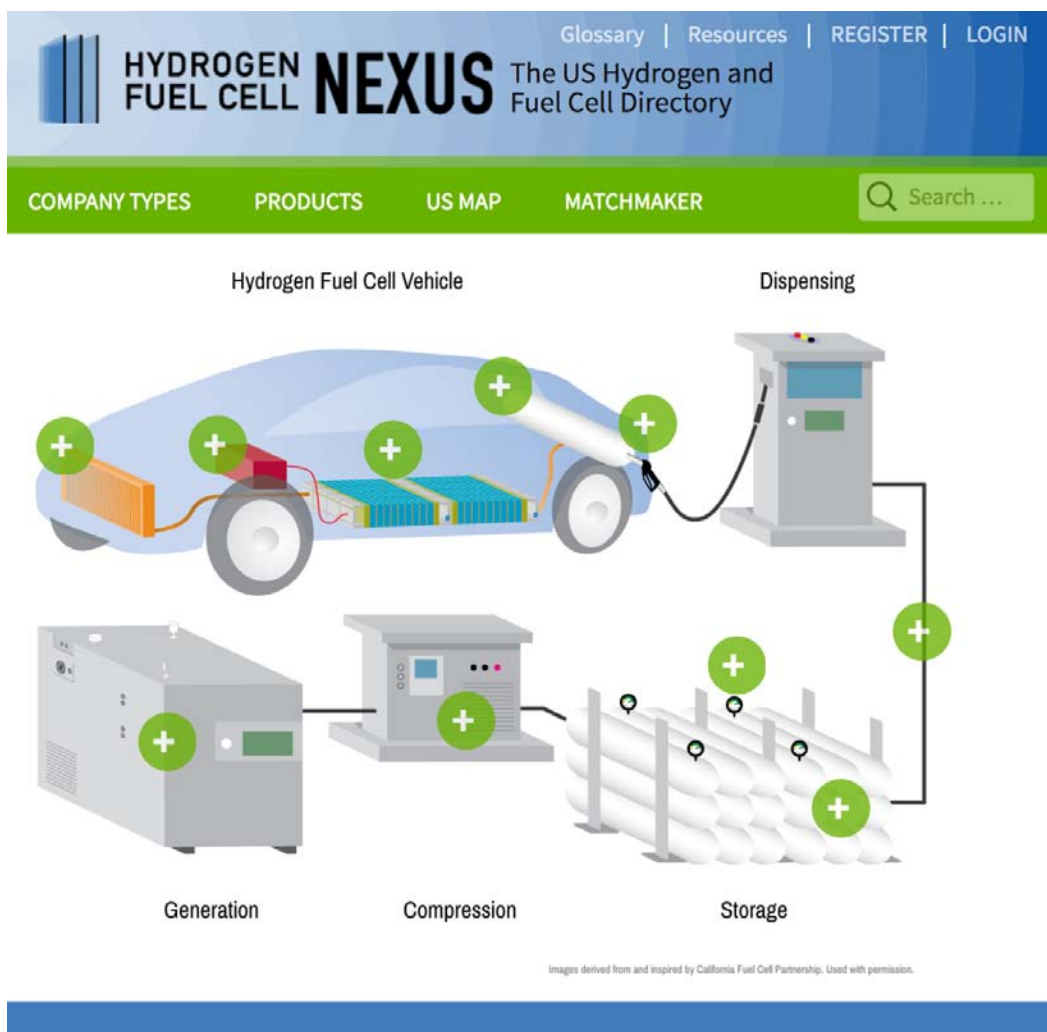 Glossary | Resources | REGISTER | LOGIN
HYDROGEN
FUEL CELL NEXUS
The US Hydrogen and
Fuel Cell Directory
COMPANY TYPES PRODUCTS US MAP MATCHMAKER Search ...
Hydrogen Fuel Cell Vehicle Dispensing
Generation Compression Storage
Images derived from and inspired by California Fuel Cell Partnership. Used with permission.